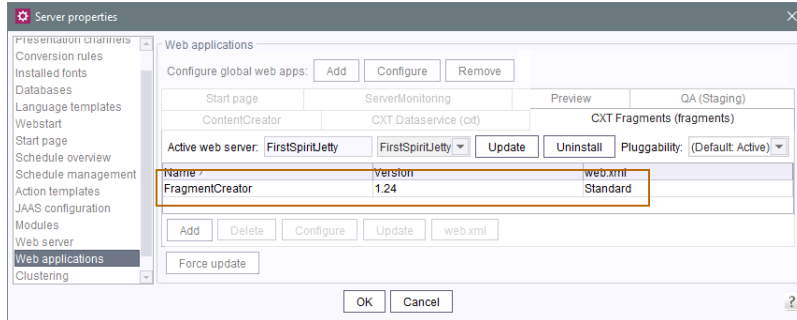 Server properties
Presentation channels
Conversion rules
Installed fonts
Databases
Language templates
Webstart
Start page
Schedule overview
Schedule management
Action templates
JAAS configuration
Modules
Web server
Web applications
Clustering
Web applications
Configure global web apps: Add Configure Remove
Start page ServerMonitoring Preview QA (Staging)
ContentCreator CXT Dataservice (cxt) CXT Fragments (fragments)
Active web server: FirstSpiritJetty FirstSpiritJetty Update Uninstall Pluggability: (Default: Active)
Name Version web.xml
FragmentCreator 1.24 Standard
Add Delete Configure Update web.xml
Force update
OK Cancel
?